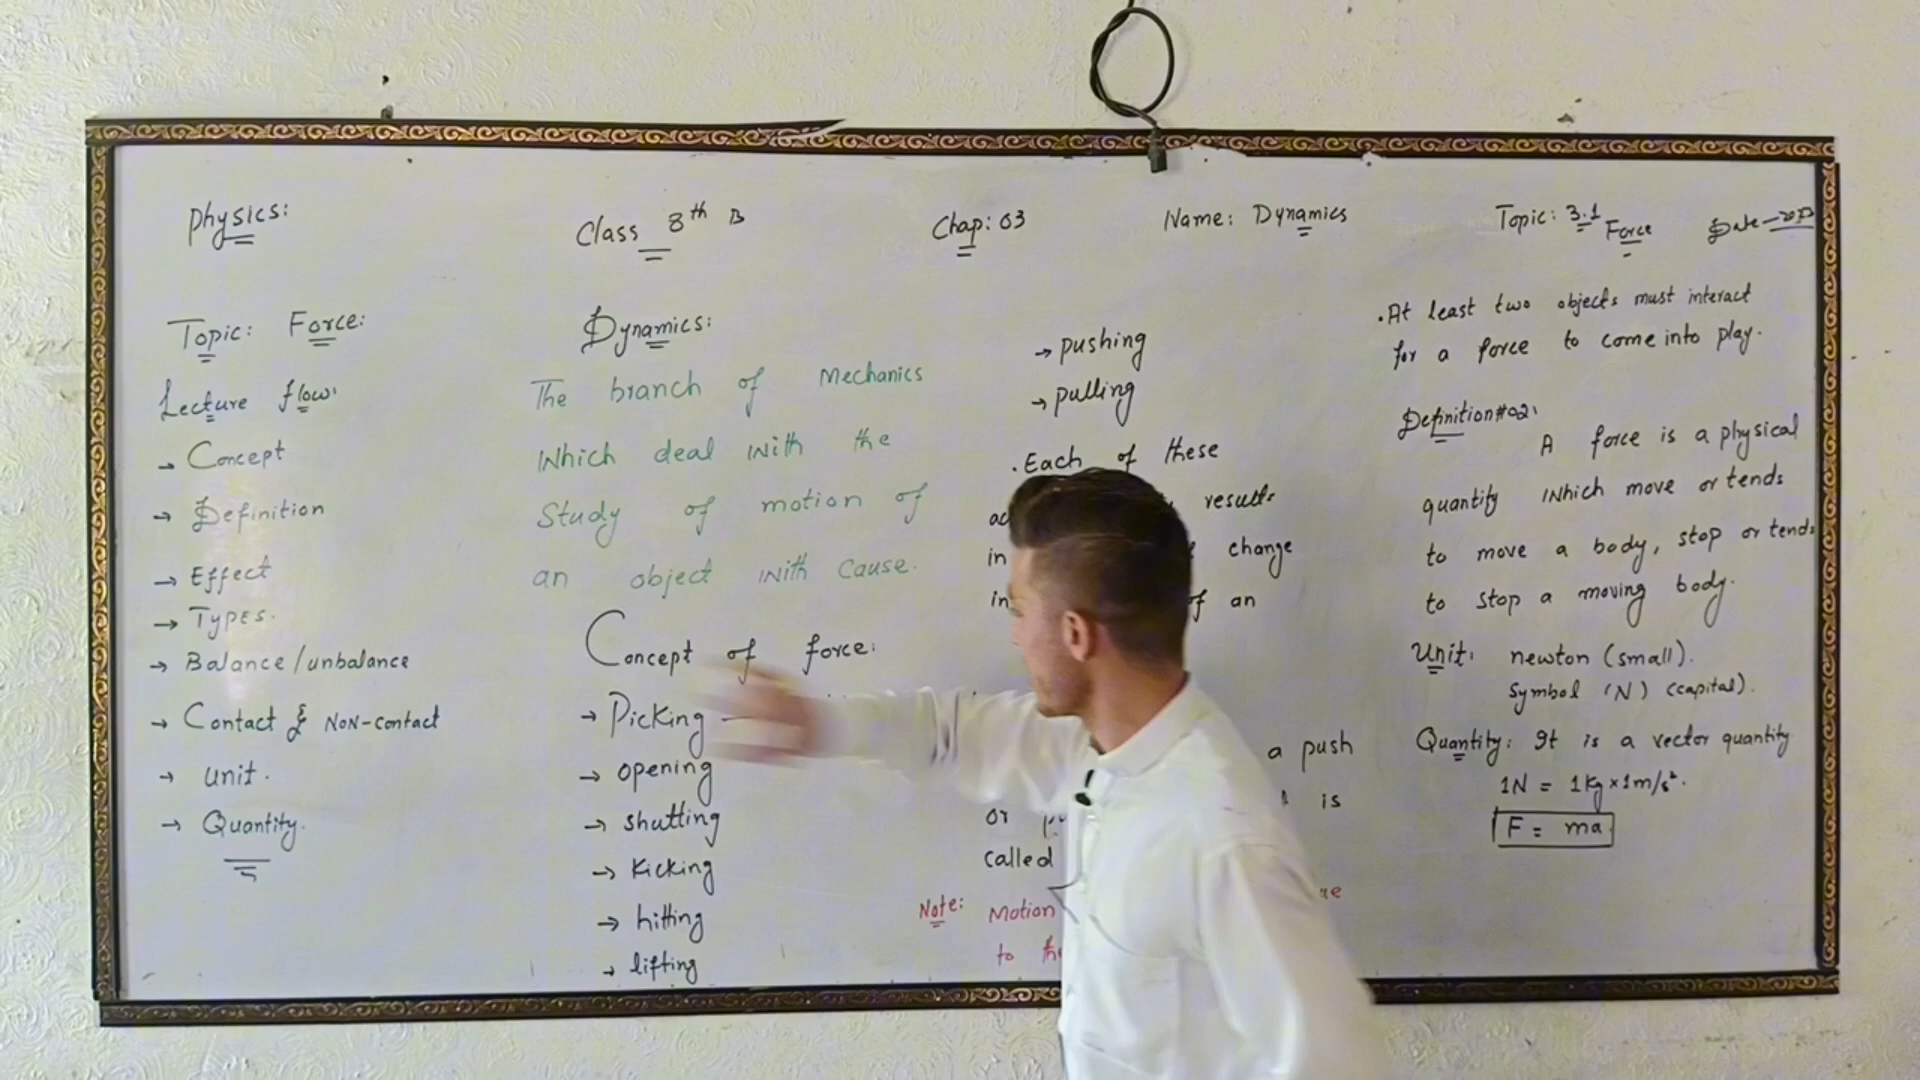 Physics:
Class 8th B
Chap: 03
Name: Dynamics
Topic: 3.1 Force
Date
Topic: Force:
Lecture flow:
→ Concept
→ Definition
→ Effect
→ Types.
→ Balance/unbalance
→ Contact & Non-contact
→ unit.
→ Quantity.
Dynamics:
The branch of Mechanics
Which deal with the
Study of motion of
an object with cause.
Concept of force:
→ Picking
→ opening
→ shutting
→ Kicking
→ hitting
→ lifting
→ pushing
→ pulling
. Each of these
results
in change
in of an
a push
or is
called
Note: Motion
to
. At least two objects must interact
for a force to come into play.
Definition#02:
A force is a physical
quantity Which move or tends
to move a body, stop or tends
to stop a moving body.
Unit: newton (small).
Symbol (N) (capital).
Quantity: It is a vector quantity
1N = 1Kg×1m/s².
F = ma